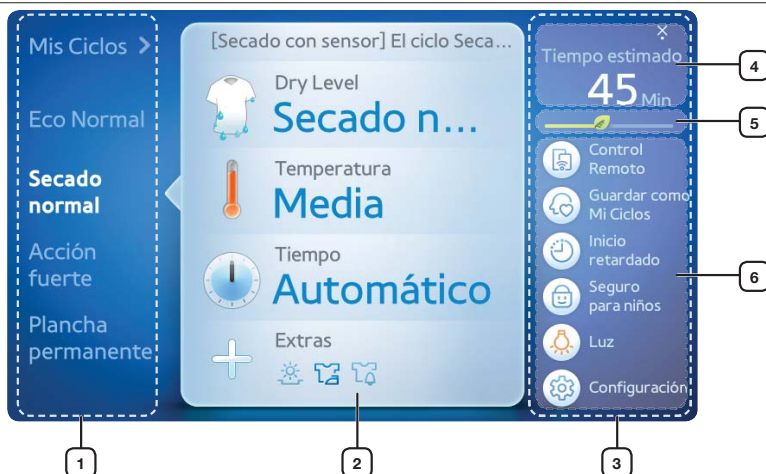 Mis Ciclos >
Eco Normal
Secado
normal
Acción
fuerte
Plancha
permanente
[Secado con sensor] El ciclo Seca...
Dry Level
Secado n...
Temperatura
Media
Tiempo
Automático
Extras
Tiempo estimado
45 Min
Control
Remoto
Guardar como
Mi Ciclos
Inicio
retardado
Seguro
para niños
Luz
Configuración
4
5
6
1
2
3